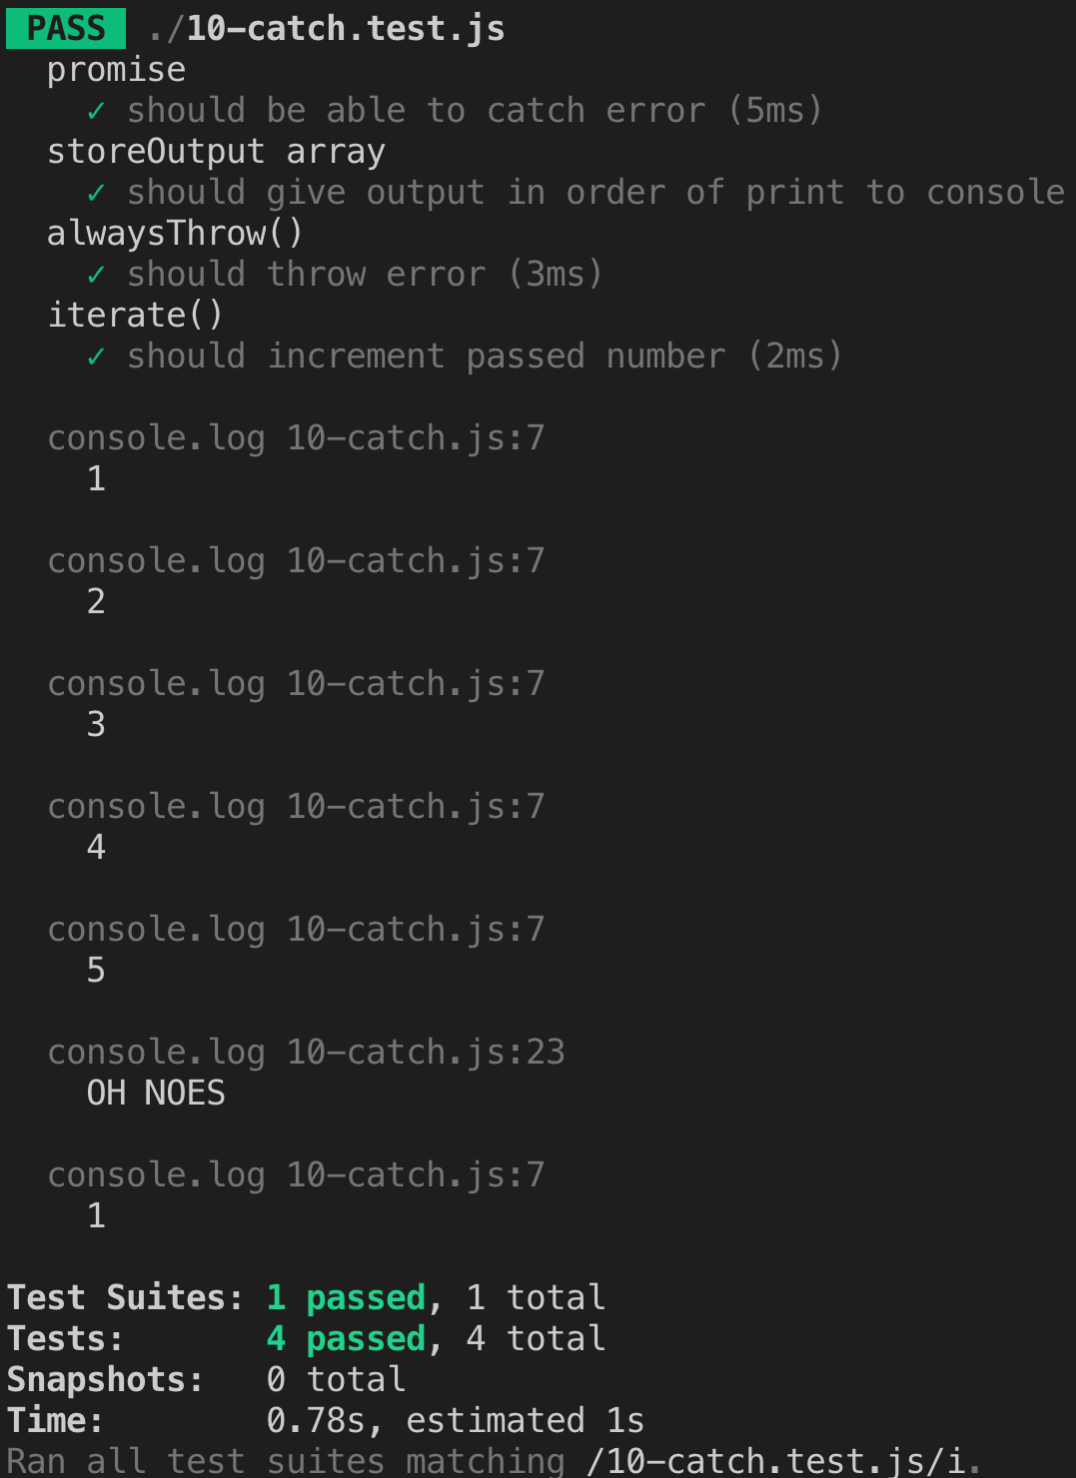 PASS ./10-catch.test.js
promise
✓ should be able to catch error (5ms)
storeOutput array
✓ should give output in order of print to console
alwaysThrow()
✓ should throw error (3ms)
iterate()
✓ should increment passed number (2ms)
console.log 10-catch.js:7
1
console.log 10-catch.js:7
2
console.log 10-catch.js:7
3
console.log 10-catch.js:7
4
console.log 10-catch.js:7
5
console.log 10-catch.js:23
OH NOES
console.log 10-catch.js:7
1
Test Suites: 1 passed, 1 total
Tests: 4 passed, 4 total
Snapshots: 0 total
Time: 0.78s, estimated 1s
Ran all test suites matching /10-catch.test.js/i.